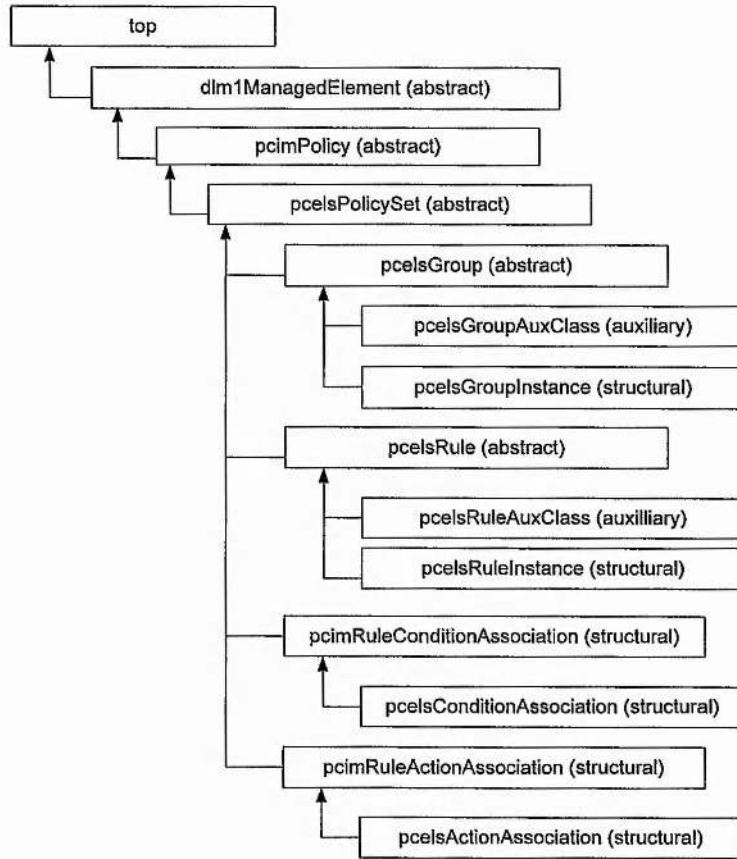 top
dlm1ManagedElement (abstract)
pcimPolicy (abstract)
pcelsPolicySet (abstract)
pcelsGroup (abstract)
pcelsGroupAuxClass (auxiliary)
pcelsGroupInstance (structural)
pcelsRule (abstract)
pcelsRuleAuxClass (auxilliary)
pcelsRuleInstance (structural)
pcimRuleConditionAssociation (structural)
pcelsConditionAssociation (structural)
pcimRuleActionAssociation (structural)
pcelsActionAssociation (structural)